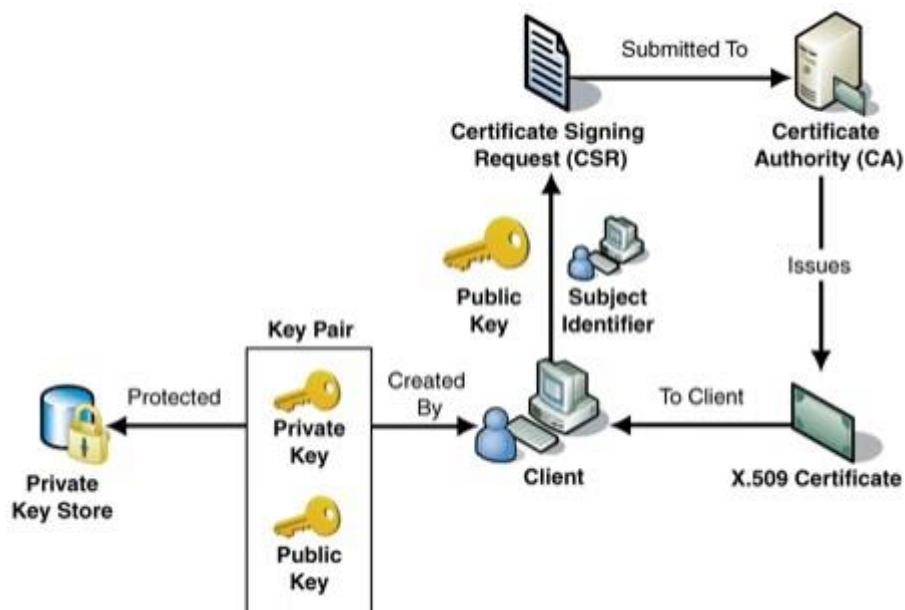 Submitted To
Certificate Signing
Request (CSR)
Certificate
Authority (CA)
Public
Key
Subject
Identifier
Issues
Key Pair
Protected
Private
Key
Created
By
To Client
Private
Key Store
Client
X.509 Certificate
Public
Key